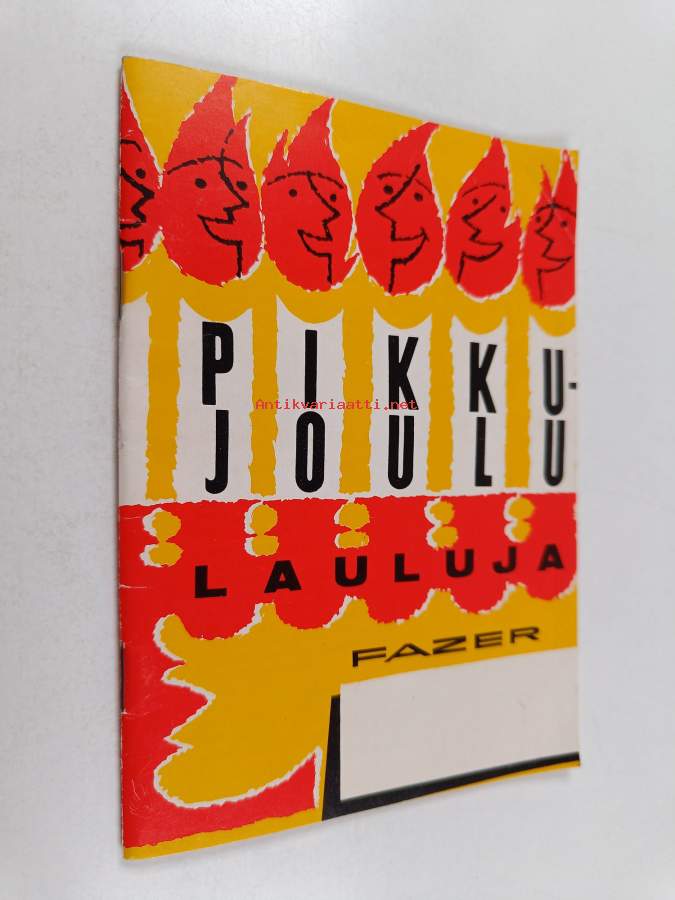 PIKKU-
Antikvariaatti.net
JOULU
LAULUJA
FAZER